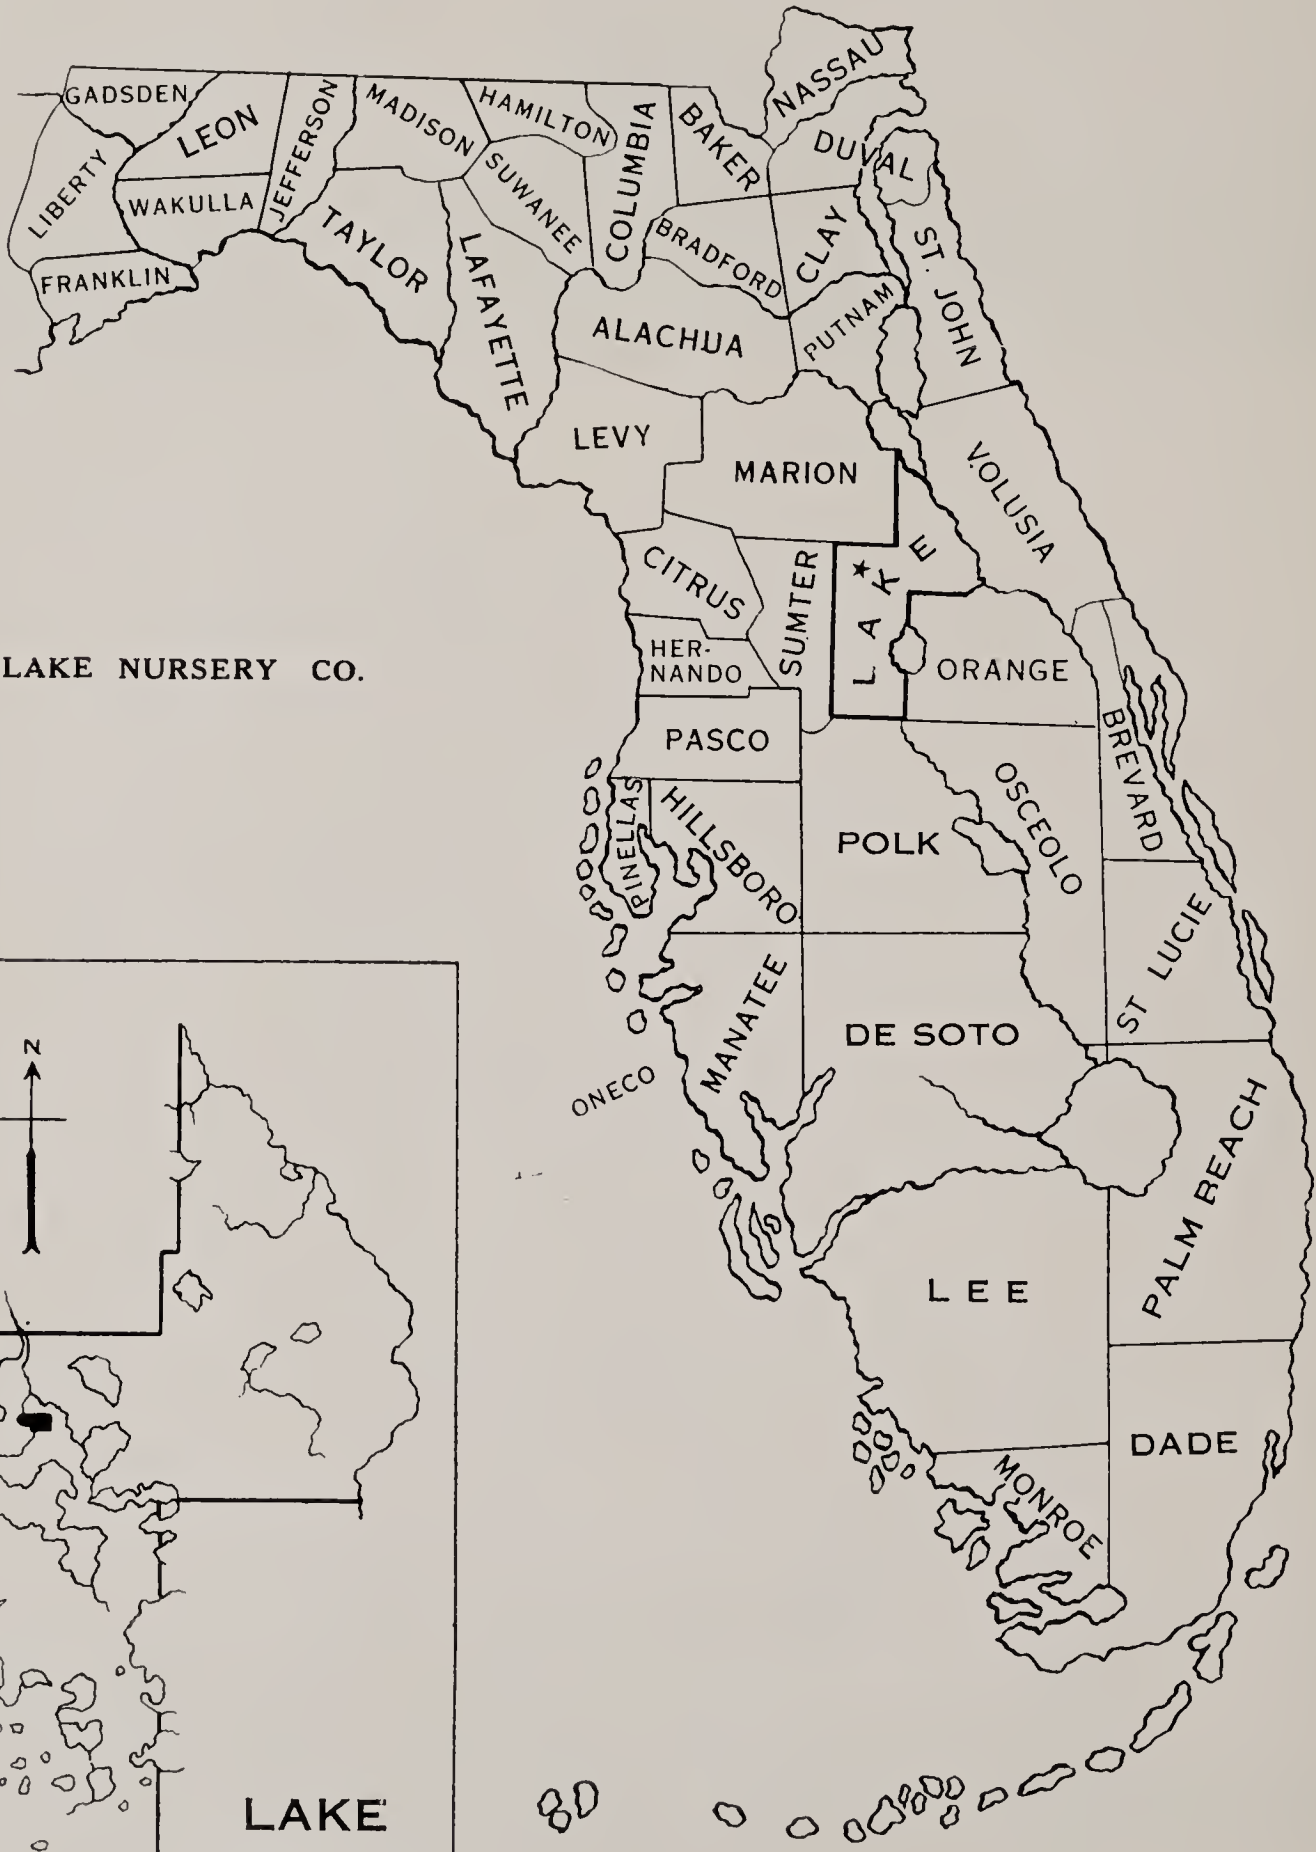 NASSAU
GADSDEN
LEON
JEFFERSON
MADISON
HAMILTON
COLUMBIA
BAKER
DUVAL
LIBERTY
WAKULLA
SUWANEE
TAYLOR
LAFAYETTE
BRADFORD
CLAY
ST. JOHN
FRANKLIN
ALACHUA
PUTNAM
LEVY
MARION
VOLUSIA
CITRUS
SUMTER
LAKE
HER-
NANDO
ORANGE
LAKE NURSERY CO.
PASCO
BREVARD
PINELLAS
HILLSBORO
POLK
OSCEOLO
ST LUCIE
MANATEE
DE SOTO
ONECO
PALM BEACH
LEE
DADE
MONROE
N
LAKE